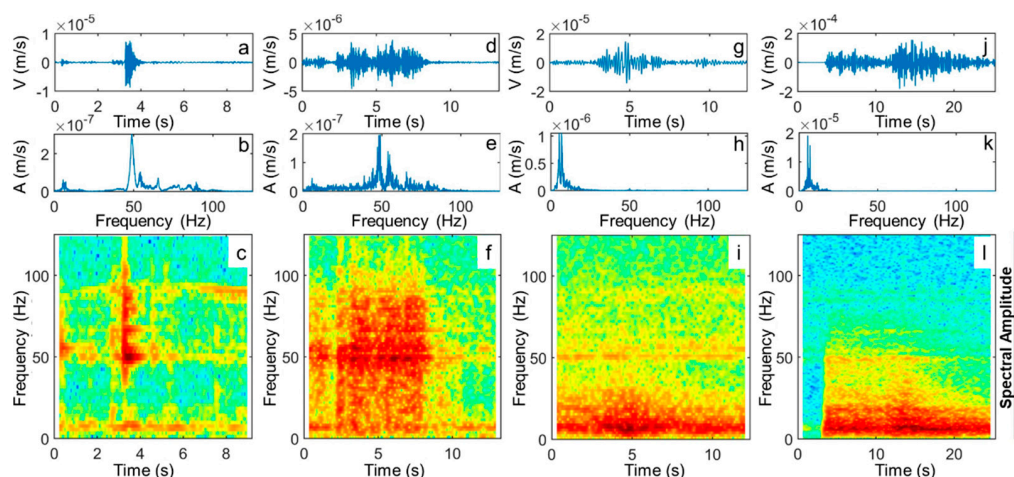 ×10⁻⁵ ×10⁻⁶ ×10⁻⁵ ×10⁻⁴
1 5 2 2
V (m/s) 0 a V (m/s) 0 d V (m/s) 0 g V (m/s) 0 j
-1 -5 -2 -2
0 2 4 6 8 0 5 10 0 5 10 0 10 20
Time (s) Time (s) Time (s) Time (s)
×10⁻⁷ ×10⁻⁷ ×10⁻⁶ ×10⁻⁵
A (m/s) 2 0 b A (m/s) 2 1 0 e A (m/s) 1 0.5 0 h A (m/s) 2 1 0 k
0 50 100 0 50 100 0 50 100 0 50 100
Frequency (Hz) Frequency (Hz) Frequency (Hz) Frequency (Hz)
c f i l
Frequency (Hz) 100 50 0 Frequency (Hz) 100 50 0 Frequency (Hz) 100 50 0 Frequency (Hz) 100 50 0
0 2 4 6 8 0 5 10 0 5 10 0 10 20
Time (s) Time (s) Time (s) Time (s)
Spectral Amplitude